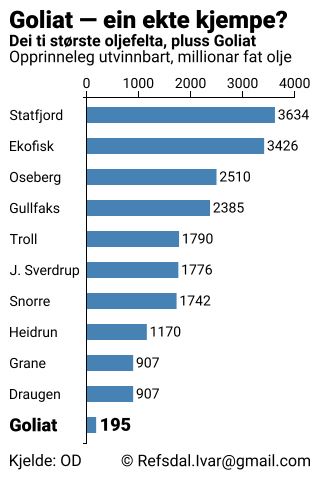 Goliat — ein ekte kjempe?
Dei ti største oljefelta, pluss Goliat
Opprinneleg utvinnbart, millionar fat olje
0 1000 2000 3000 4000
Statfjord 3634
Ekofisk 3426
Oseberg 2510
Gullfaks 2385
Troll 1790
J. Sverdrup 1776
Snorre 1742
Heidrun 1170
Grane 907
Draugen 907
Goliat 195
Kjelde: OD © Refsdal.Ivar@gmail.com